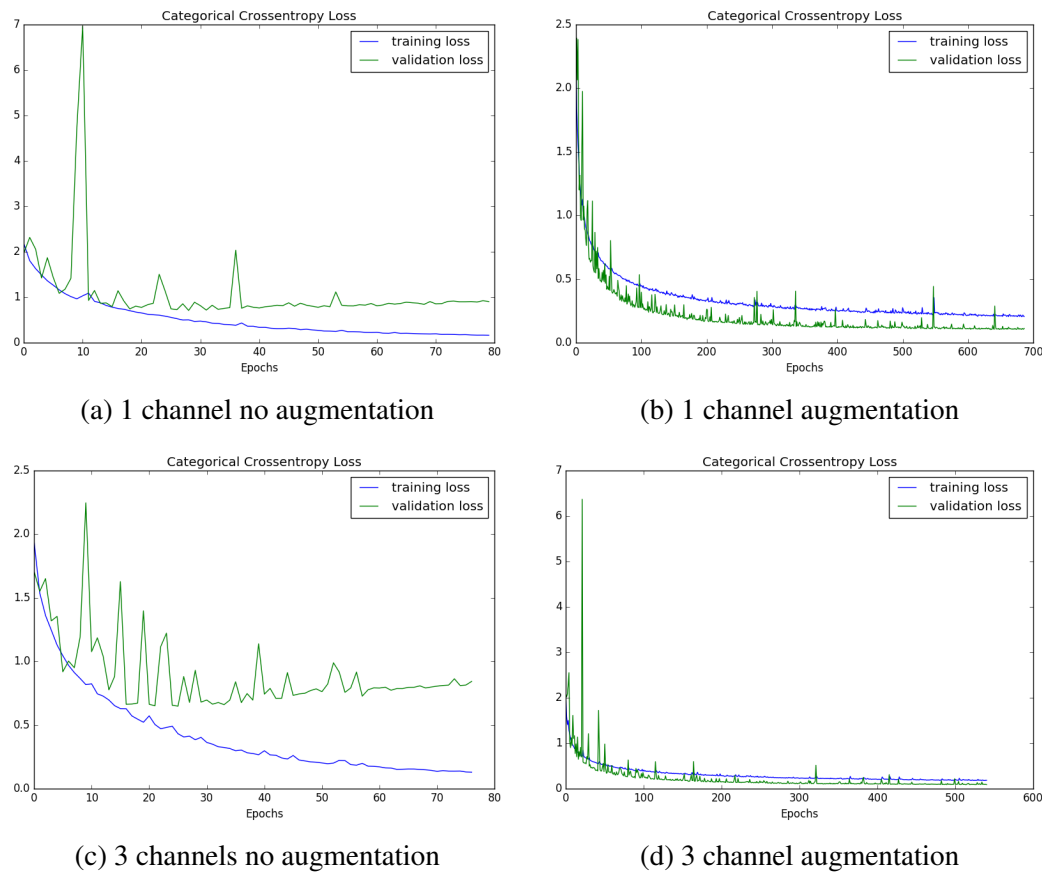 Categorical Crossentropy Loss
7
6
5
4
3
2
1
0
training loss
validation loss
0 10 20 30 40 50 60 70 80
Epochs
(a) 1 channel no augmentation
Categorical Crossentropy Loss
2.5
2.0
1.5
1.0
0.5
0.0
training loss
validation loss
0 100 200 300 400 500 600 700
Epochs
(b) 1 channel augmentation
Categorical Crossentropy Loss
2.5
2.0
1.5
1.0
0.5
0.0
training loss
validation loss
0 10 20 30 40 50 60 70 80
Epochs
(c) 3 channels no augmentation
Categorical Crossentropy Loss
7
6
5
4
3
2
1
0
training loss
validation loss
0 100 200 300 400 500 600
Epochs
(d) 3 channel augmentation